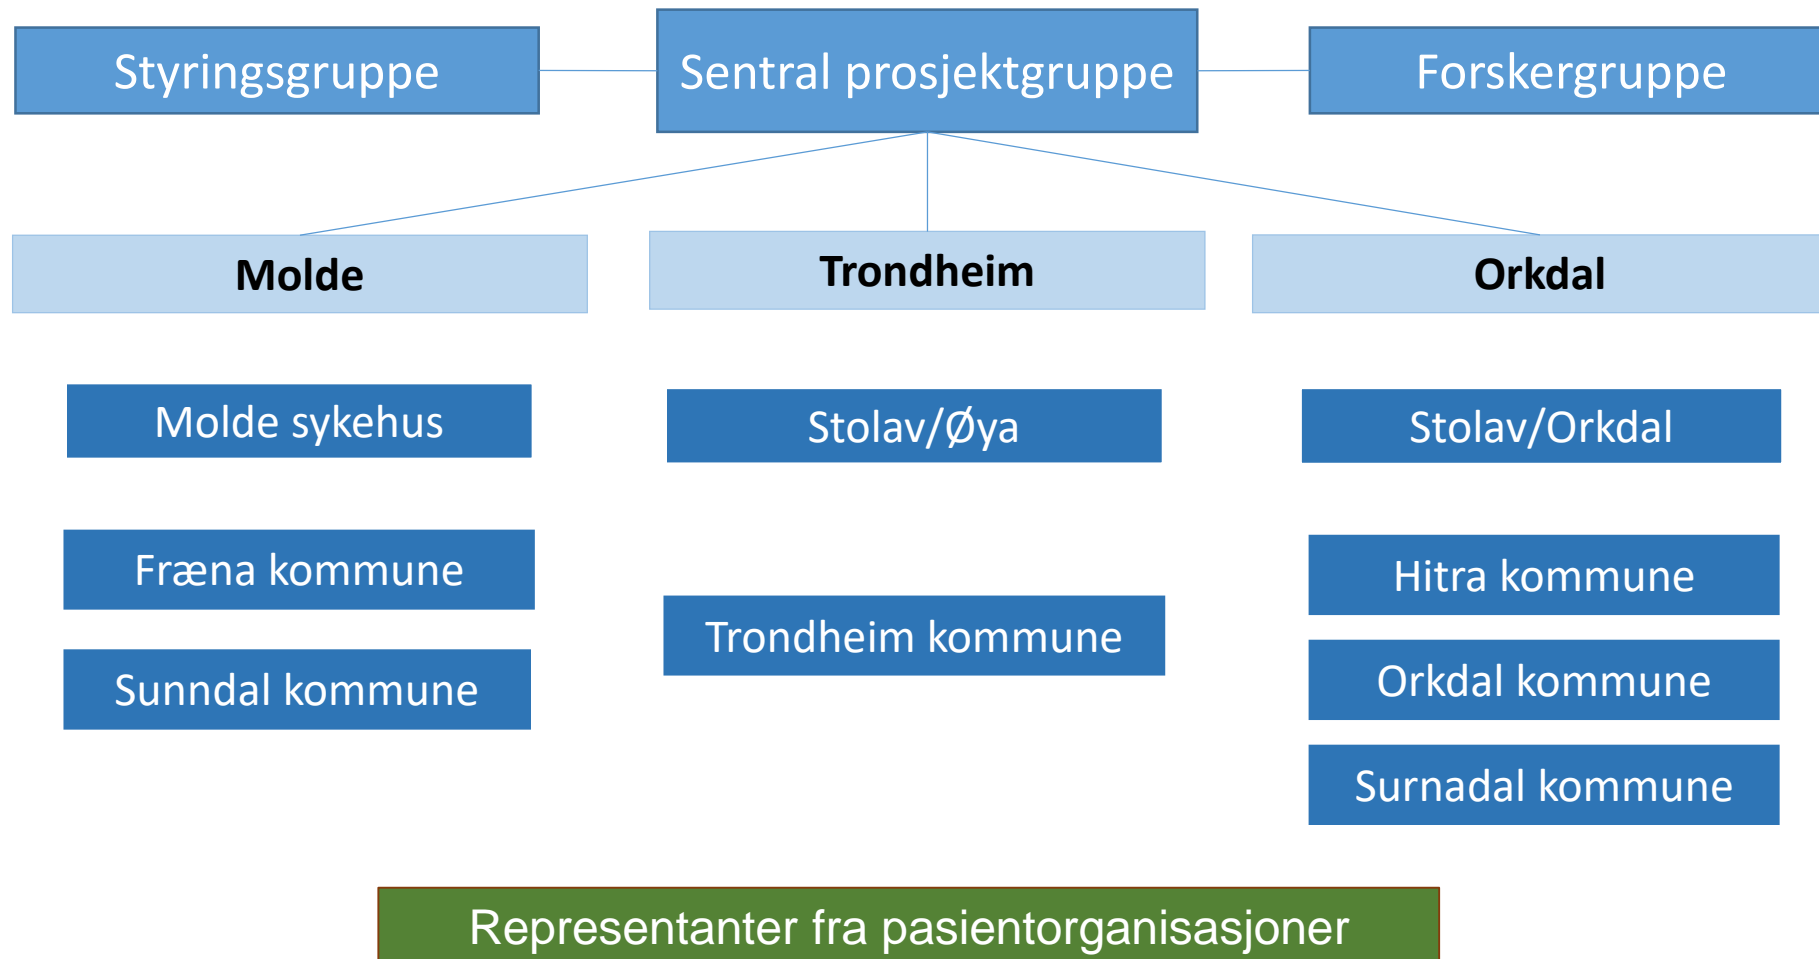 Styringsgruppe
Sentral prosjektgruppe
Forskergruppe
Molde
Trondheim
Orkdal
Molde sykehus
Stolav/Øya
Stolav/Orkdal
Fræna kommune
Hitra kommune
Trondheim kommune
Sunndal kommune
Orkdal kommune
Surnadal kommune
Representanter fra pasientorganisasjoner